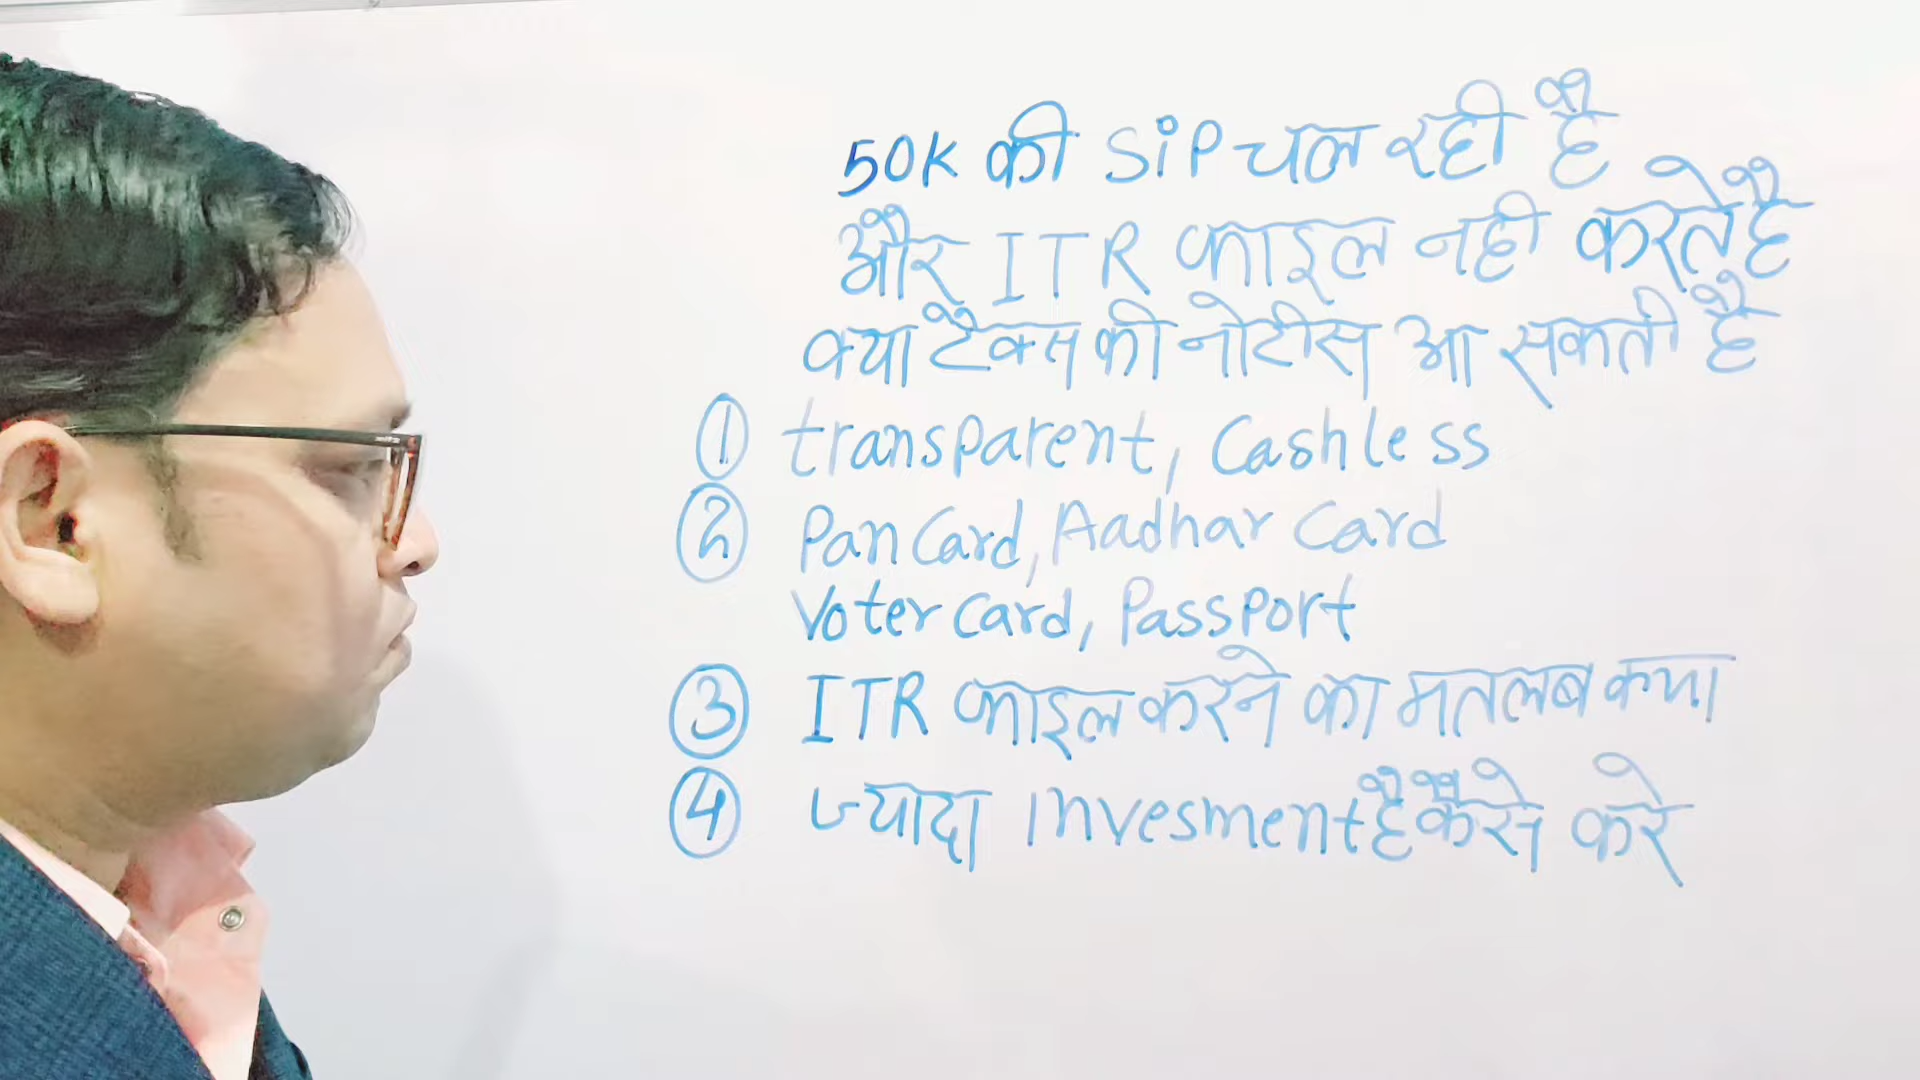 50K की SiP चल रही है
और ITR फाइल नही करते है
क्या टैक्स की नोटीस आ सकती है
① transparent, Cashless
② Pan Card, Aadhar Card
Voter Card, Passport
③ ITR फाइल करने का मतलब क्या
④ ज्यादा Invesment है कैसे करे